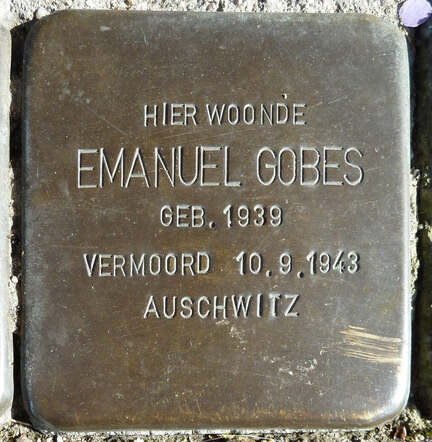 HIER WOONDE
EMANUEL GOBES
GEB. 1939
VERMOORD 10.9.1943
AUSCHWITZ